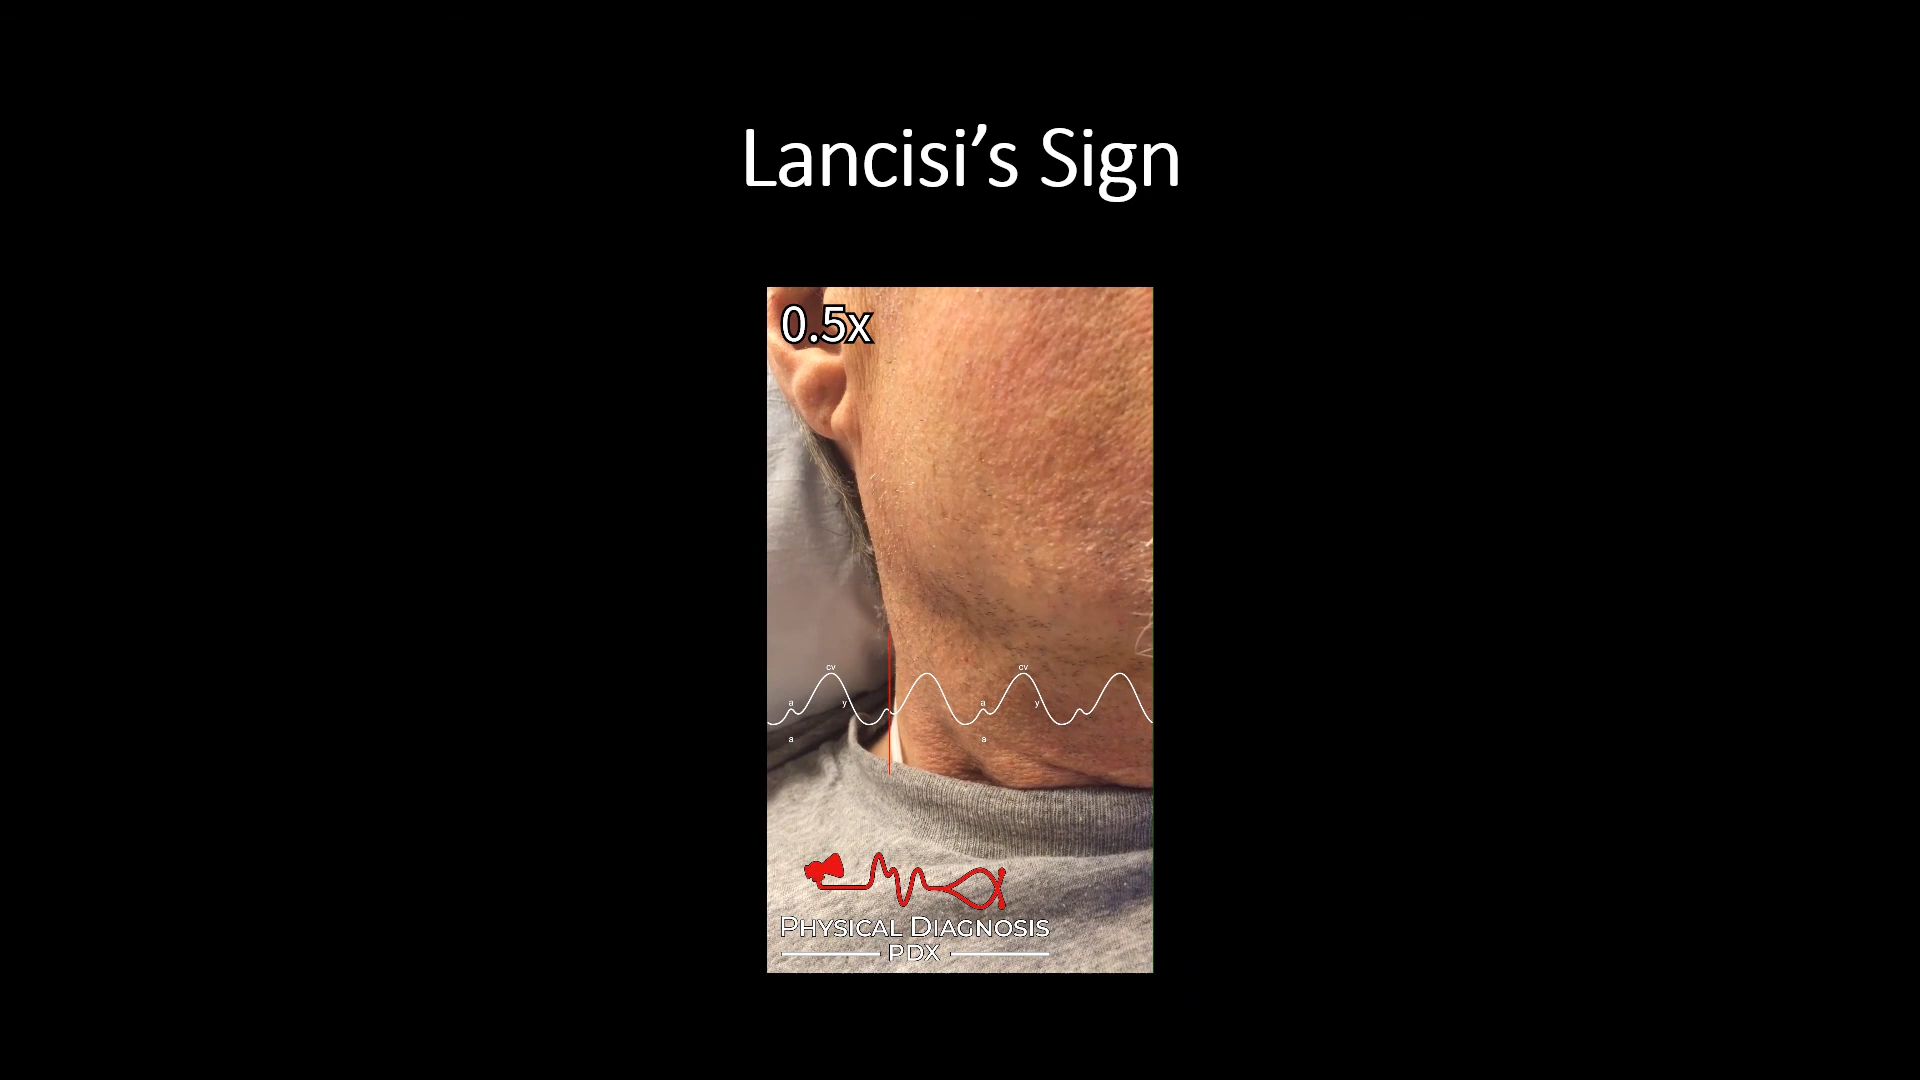 Lancisi’s Sign
0.5x
cv cv
a y a y
a a
PHYSICAL DIAGNOSIS
PDX